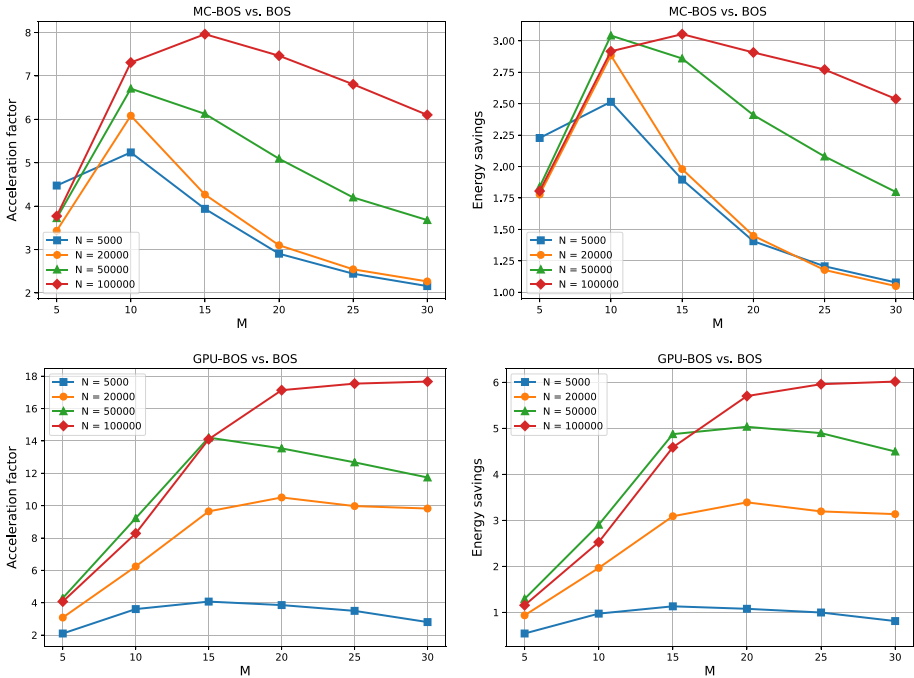 MC-BOS vs. BOS
Acceleration factor
8
7
6
5
4
3
2
N = 5000
N = 20000
N = 50000
N = 100000
5 10 15 20 25 30
M
MC-BOS vs. BOS
Energy savings
3.00
2.75
2.50
2.25
2.00
1.75
1.50
1.25
1.00
N = 5000
N = 20000
N = 50000
N = 100000
5 10 15 20 25 30
M
GPU-BOS vs. BOS
Acceleration factor
18
16
14
12
10
8
6
4
2
N = 5000
N = 20000
N = 50000
N = 100000
5 10 15 20 25 30
M
GPU-BOS vs. BOS
Energy savings
6
5
4
3
2
1
N = 5000
N = 20000
N = 50000
N = 100000
5 10 15 20 25 30
M